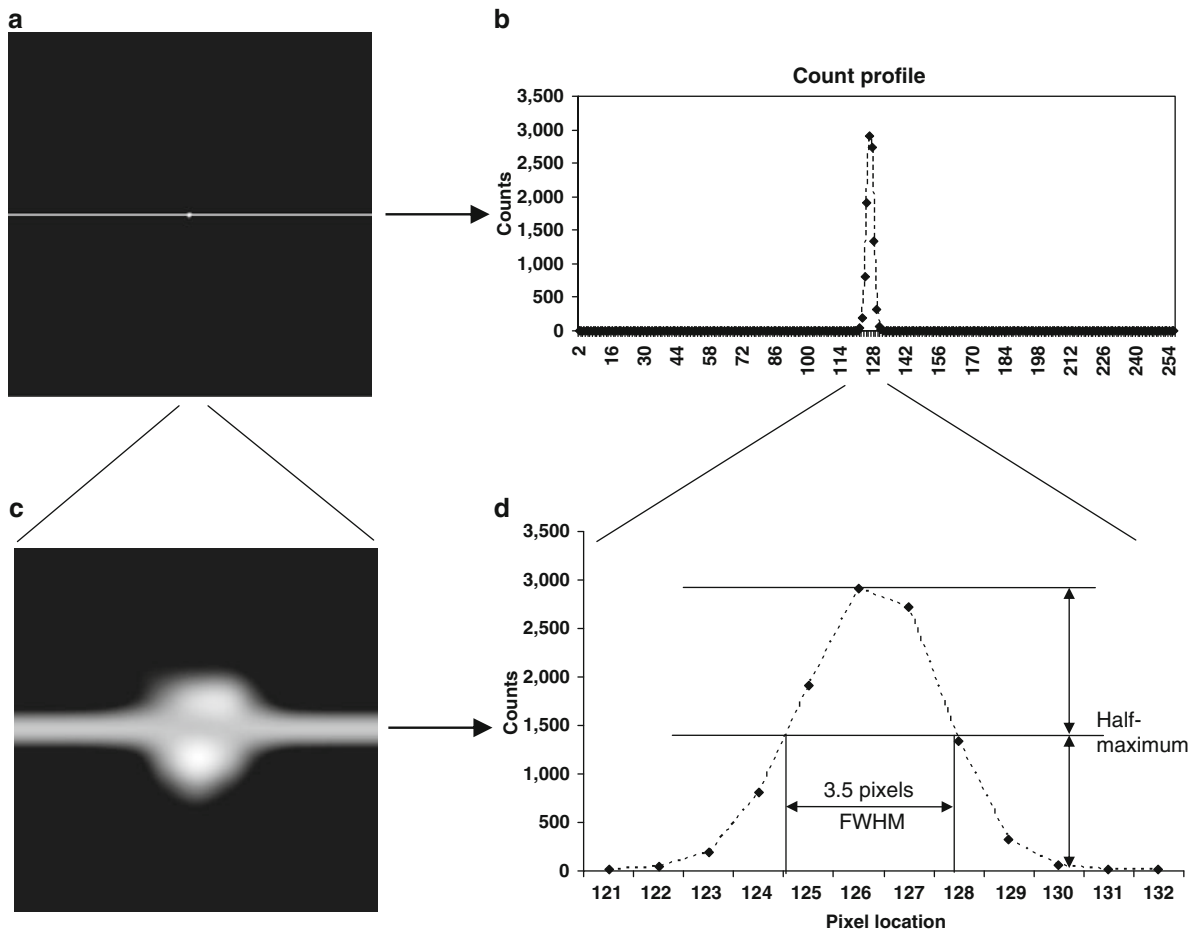 a
b
Count profile
3,500
3,000
2,500
2,000
1,500
1,000
500
0
Counts
2 16 30 44 58 72 86 100 114 128 142 156 170 184 198 212 226 240 254
c
d
3,500
3,000
2,500
2,000
1,500
1,000
500
0
Counts
Half-
maximum
3.5 pixels
FWHM
121 122 123 124 125 126 127 128 129 130 131 132
Pixel location